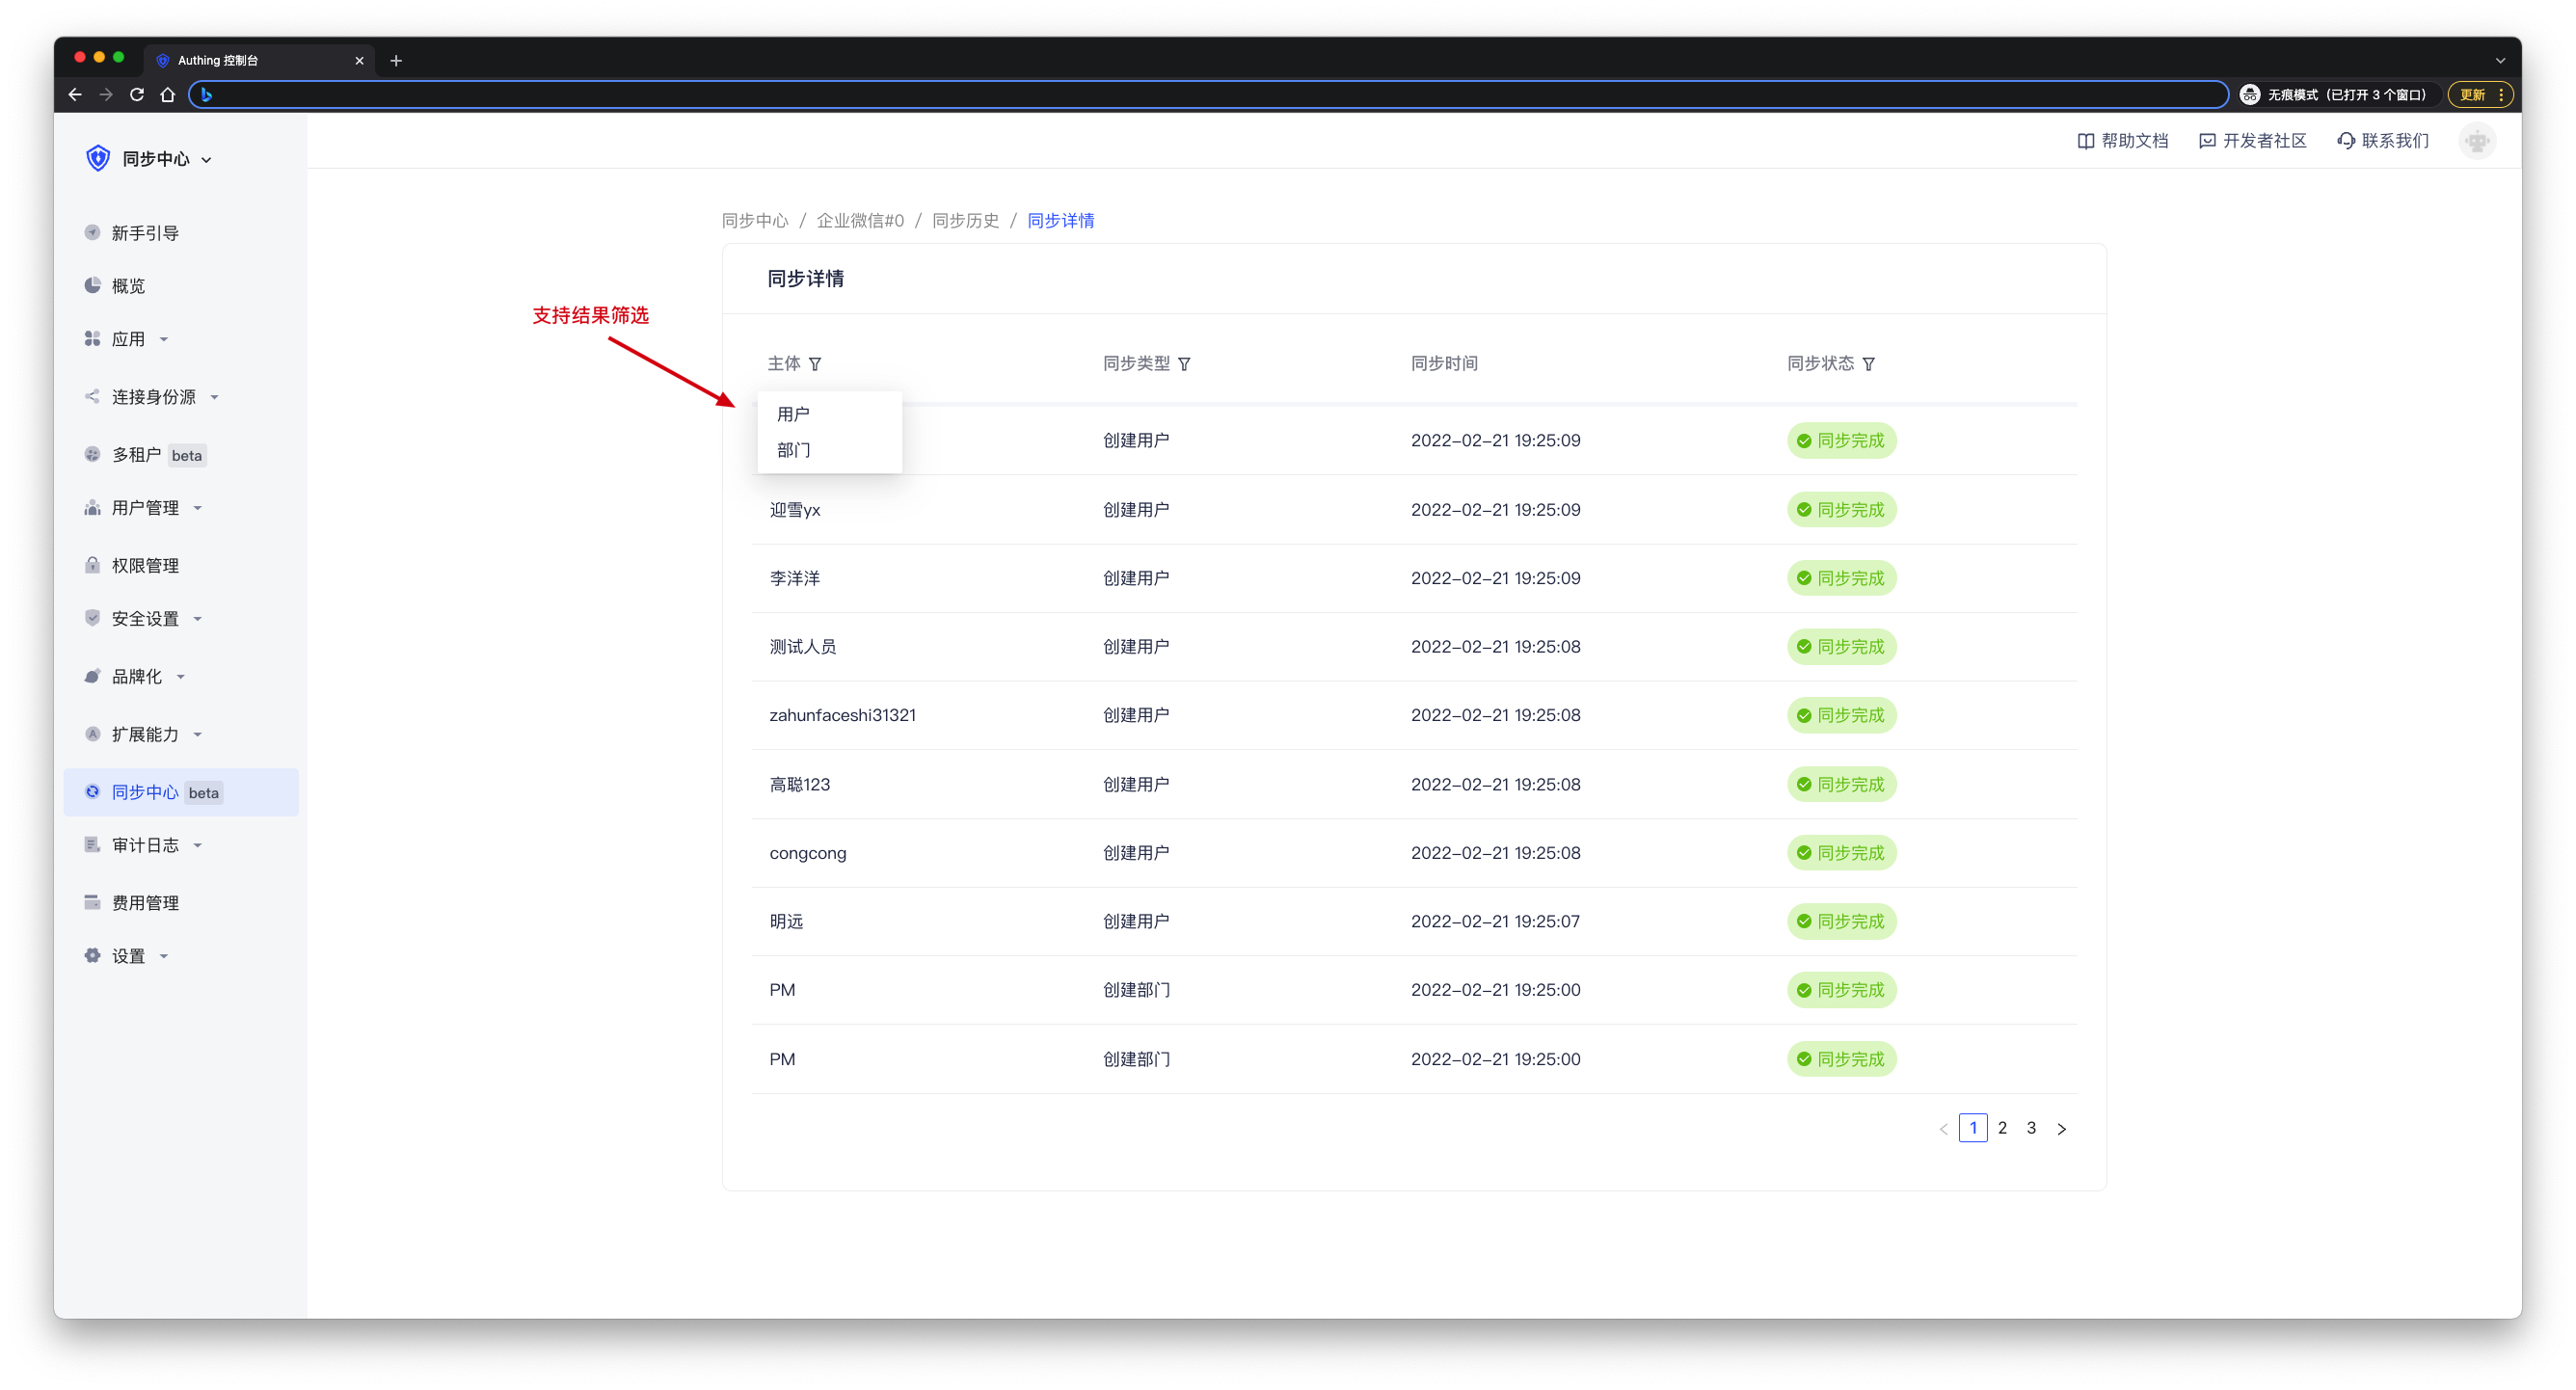 Authing 控制台
无痕模式（已打开 3 个窗口）
更新
同步中心
帮助文档
开发者社区
联系我们
新手引导
概览
应用
连接身份源
多租户 beta
用户管理
权限管理
安全设置
品牌化
扩展能力
同步中心 beta
审计日志
费用管理
设置
同步中心 / 企业微信#0 / 同步历史 / 同步详情
同步详情
支持结果筛选
主体 同步类型 同步时间 同步状态
用户
部门
创建用户 2022-02-21 19:25:09 同步完成
迎雪yx 创建用户 2022-02-21 19:25:09 同步完成
李洋洋 创建用户 2022-02-21 19:25:09 同步完成
测试人员 创建用户 2022-02-21 19:25:08 同步完成
zahunfaceshi31321 创建用户 2022-02-21 19:25:08 同步完成
高聪123 创建用户 2022-02-21 19:25:08 同步完成
congcong 创建用户 2022-02-21 19:25:08 同步完成
明远 创建用户 2022-02-21 19:25:07 同步完成
PM 创建部门 2022-02-21 19:25:00 同步完成
PM 创建部门 2022-02-21 19:25:00 同步完成
1 2 3